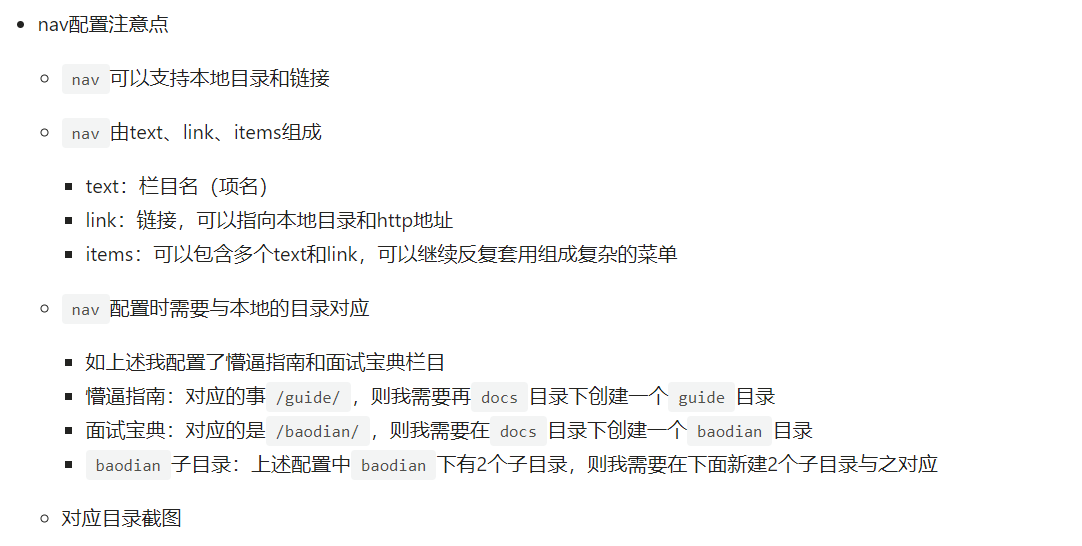 nav配置注意点
nav 可以支持本地目录和链接
nav 由text、link、items组成
text：栏目名（项名）
link：链接，可以指向本地目录和http地址
items：可以包含多个text和link，可以继续反复套用组成复杂的菜单
nav 配置时需要与本地的目录对应
如上述我配置了懵逼指南和面试宝典栏目
懵逼指南：对应的事 /guide/ ，则我需要再 docs 目录下创建一个 guide 目录
面试宝典：对应的是 /baodian/ ，则我需要在 docs 目录下创建一个 baodian 目录
baodian 子目录：上述配置中 baodian 下有2个子目录，则我需要在下面新建2个子目录与之对应
对应目录截图